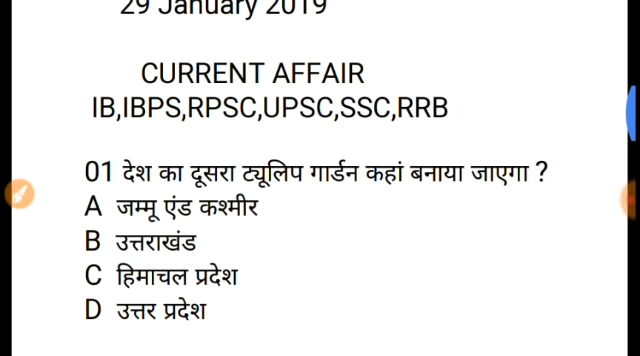 29 January 2019
CURRENT AFFAIR
IB,IBPS,RPSC,UPSC,SSC,RRB
01 देश का दूसरा ट्यूलिप गार्डन कहां बनाया जाएगा ?
A जम्मू एंड कश्मीर
B उत्तराखंड
C हिमाचल प्रदेश
D उत्तर प्रदेश